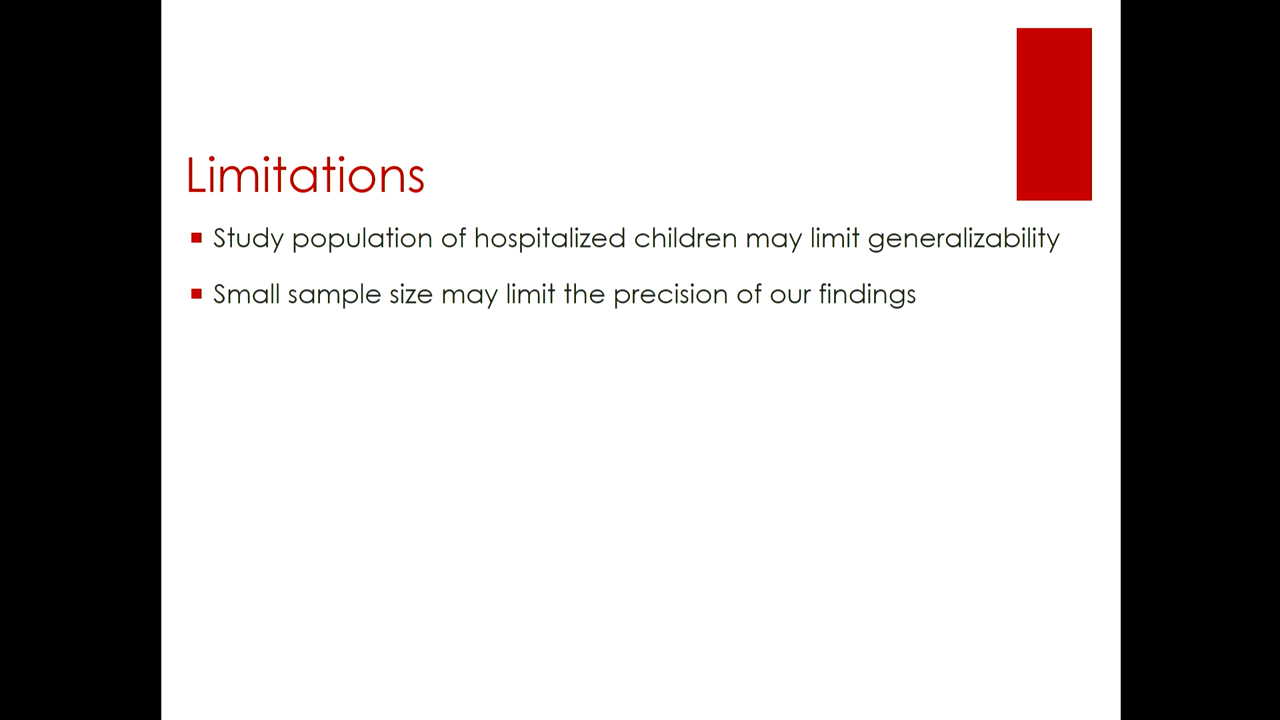 Limitations
Study population of hospitalized children may limit generalizability
Small sample size may limit the precision of our findings